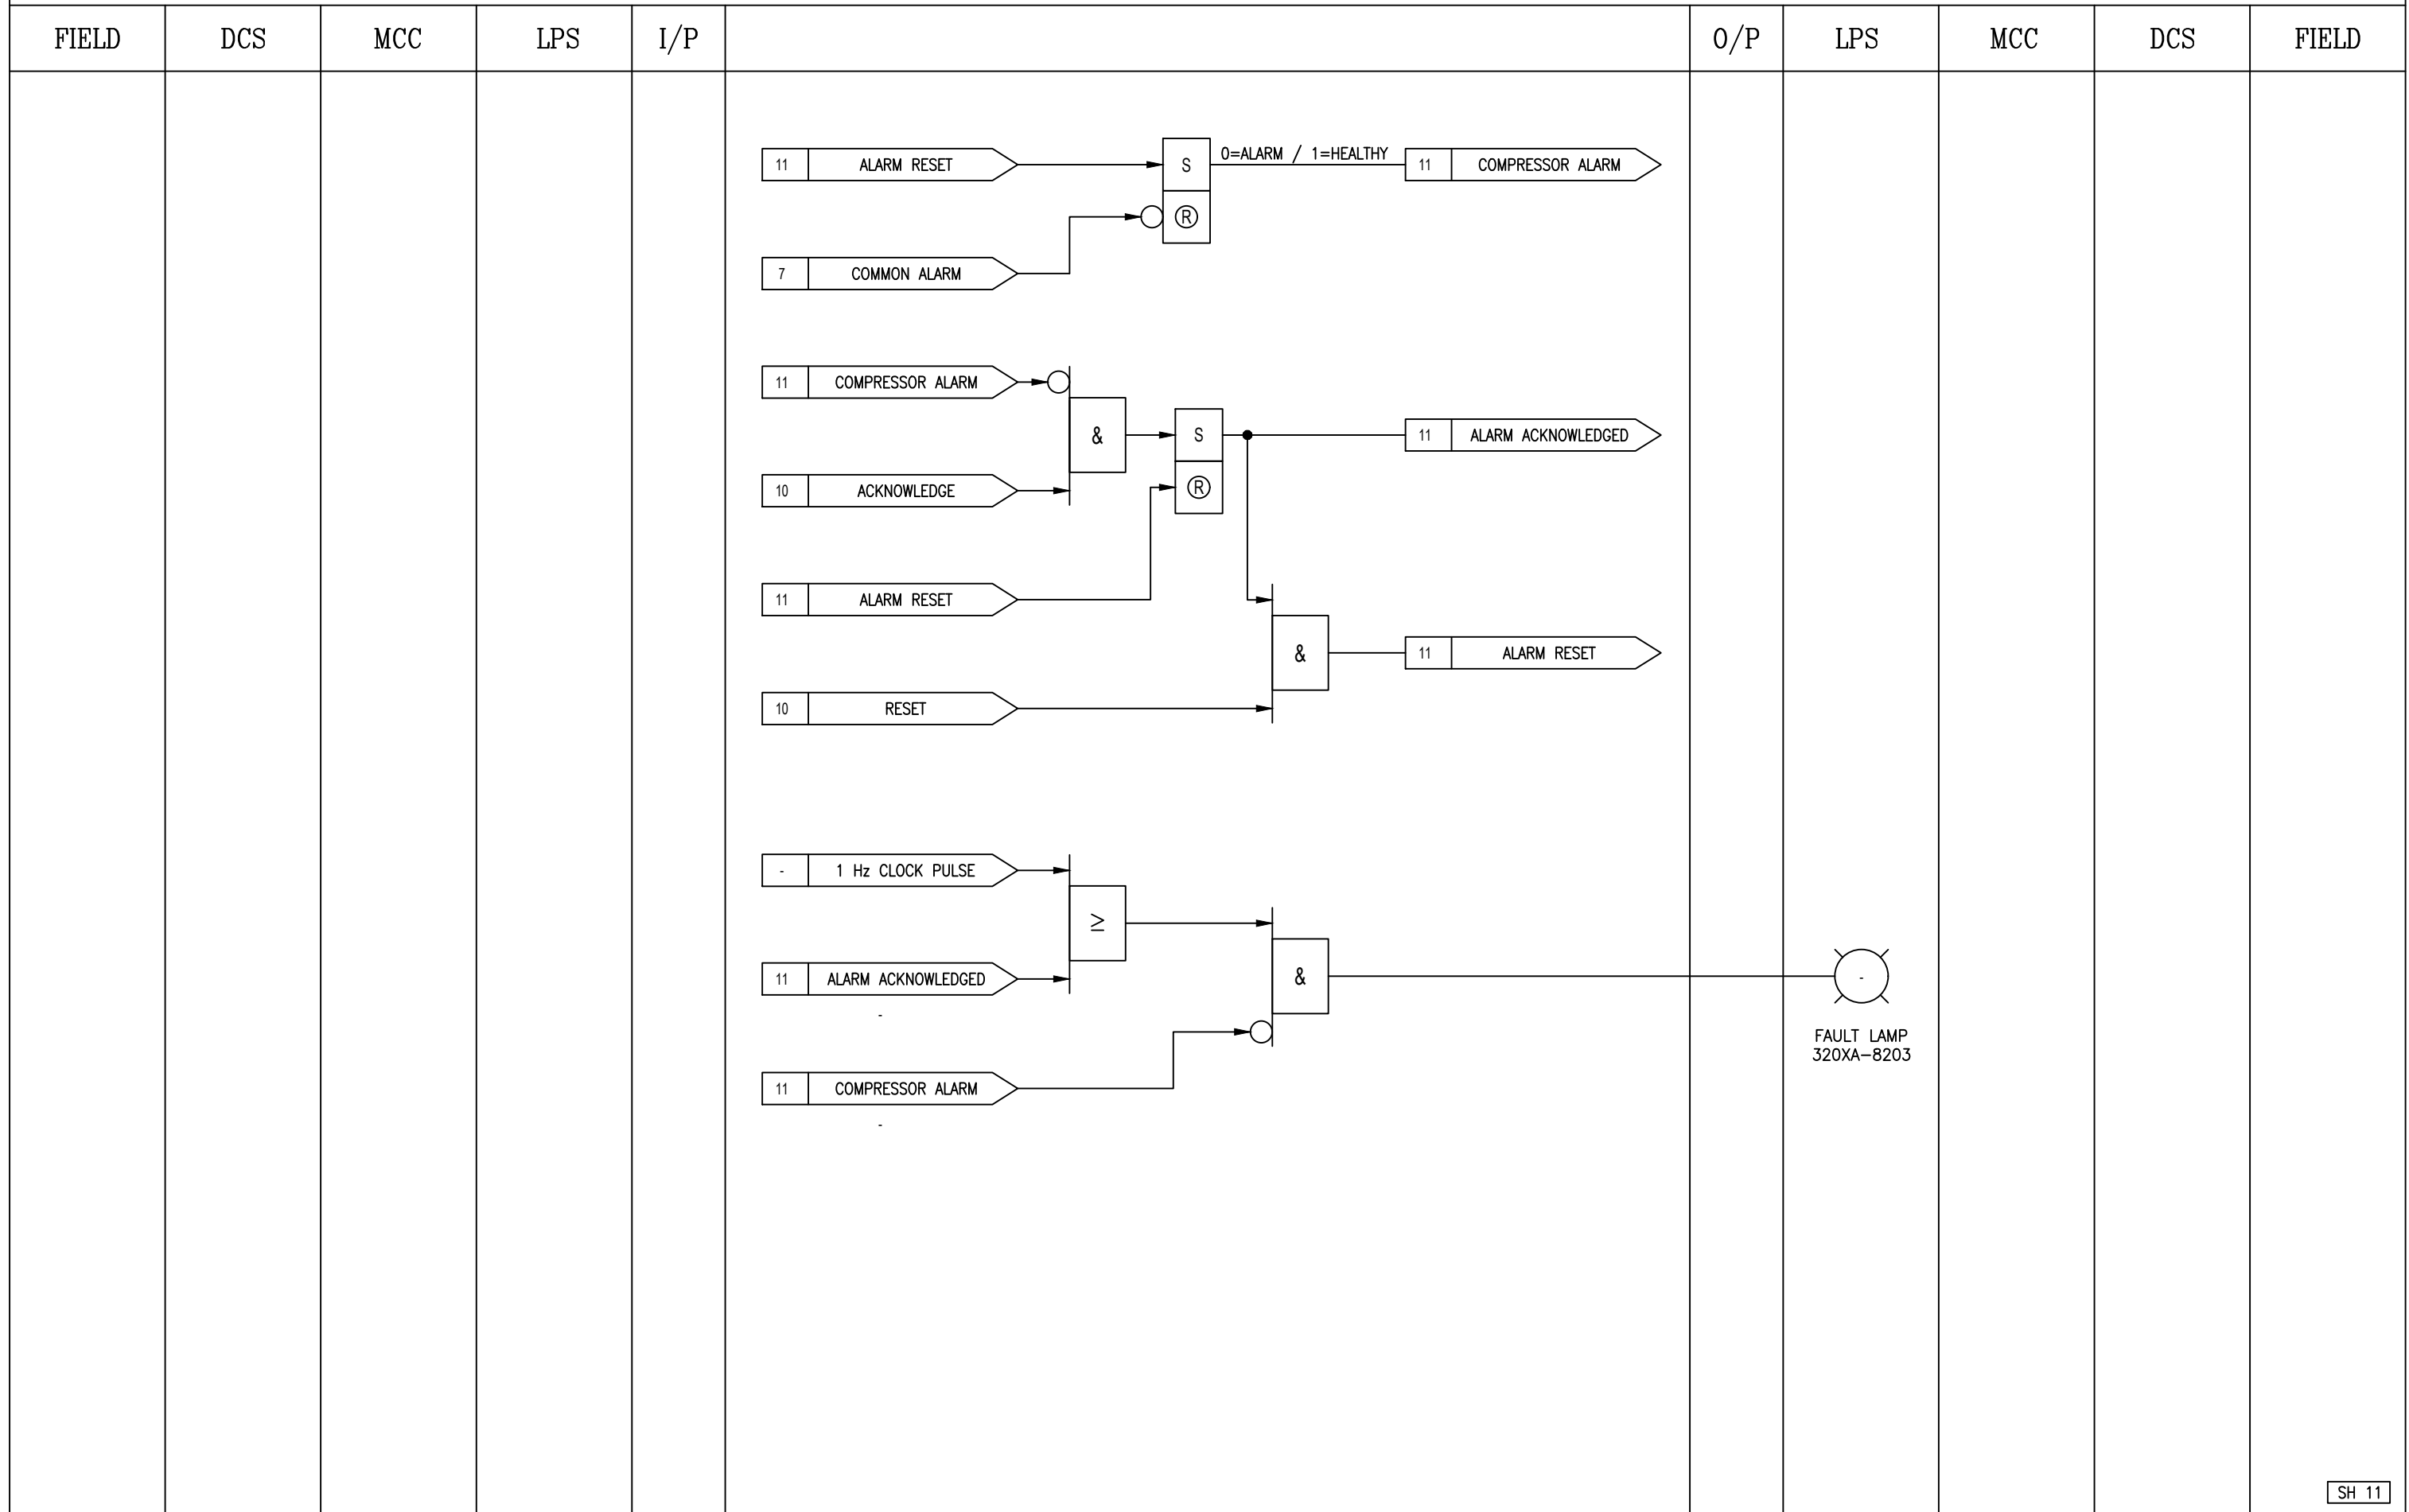 FIELD DCS MCC LPS I/P O/P LPS MCC DCS FIELD
11 ALARM RESET S 0=ALARM / 1=HEALTHY 11 COMPRESSOR ALARM
R
7 COMMON ALARM
11 COMPRESSOR ALARM
& S 11 ALARM ACKNOWLEDGED
10 ACKNOWLEDGE R
11 ALARM RESET
& 11 ALARM RESET
10 RESET
- 1 Hz CLOCK PULSE
≥
11 ALARM ACKNOWLEDGED & -
-
FAULT LAMP
320XA-8203
11 COMPRESSOR ALARM
-
SH 11